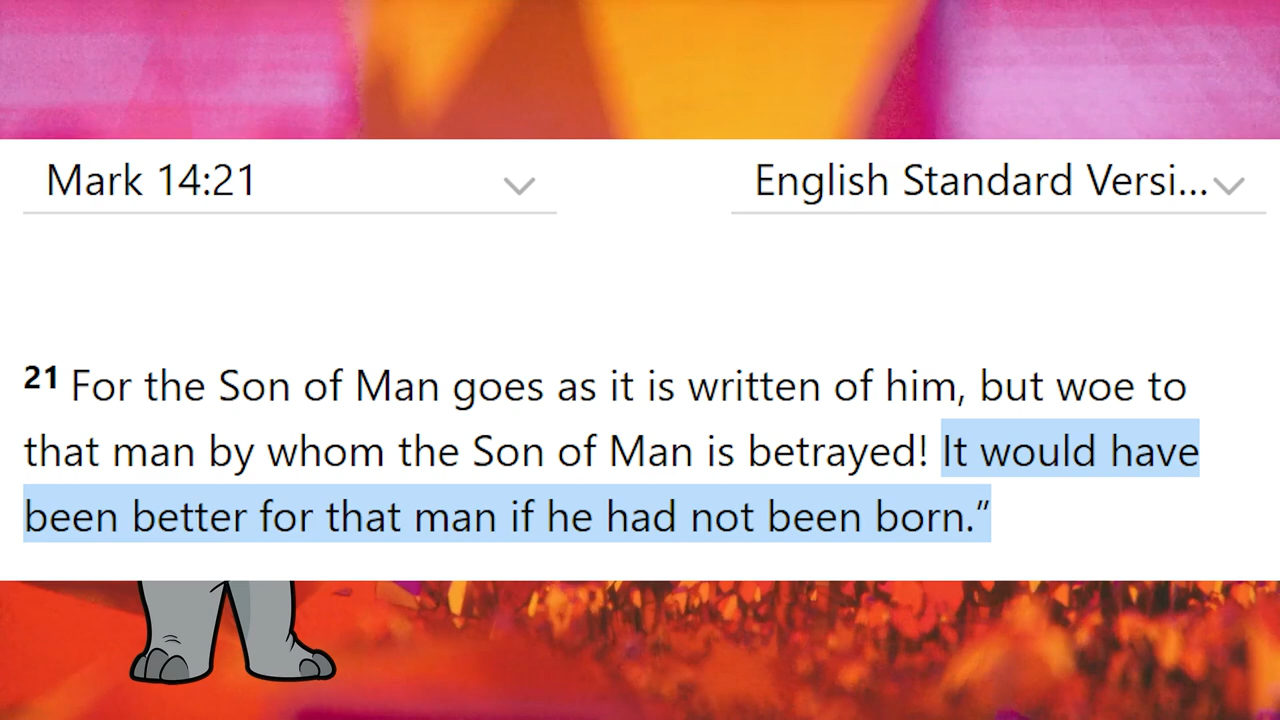 Mark 14:21
English Standard Versi...
21 For the Son of Man goes as it is written of him, but woe to
that man by whom the Son of Man is betrayed! It would have
been better for that man if he had not been born.”